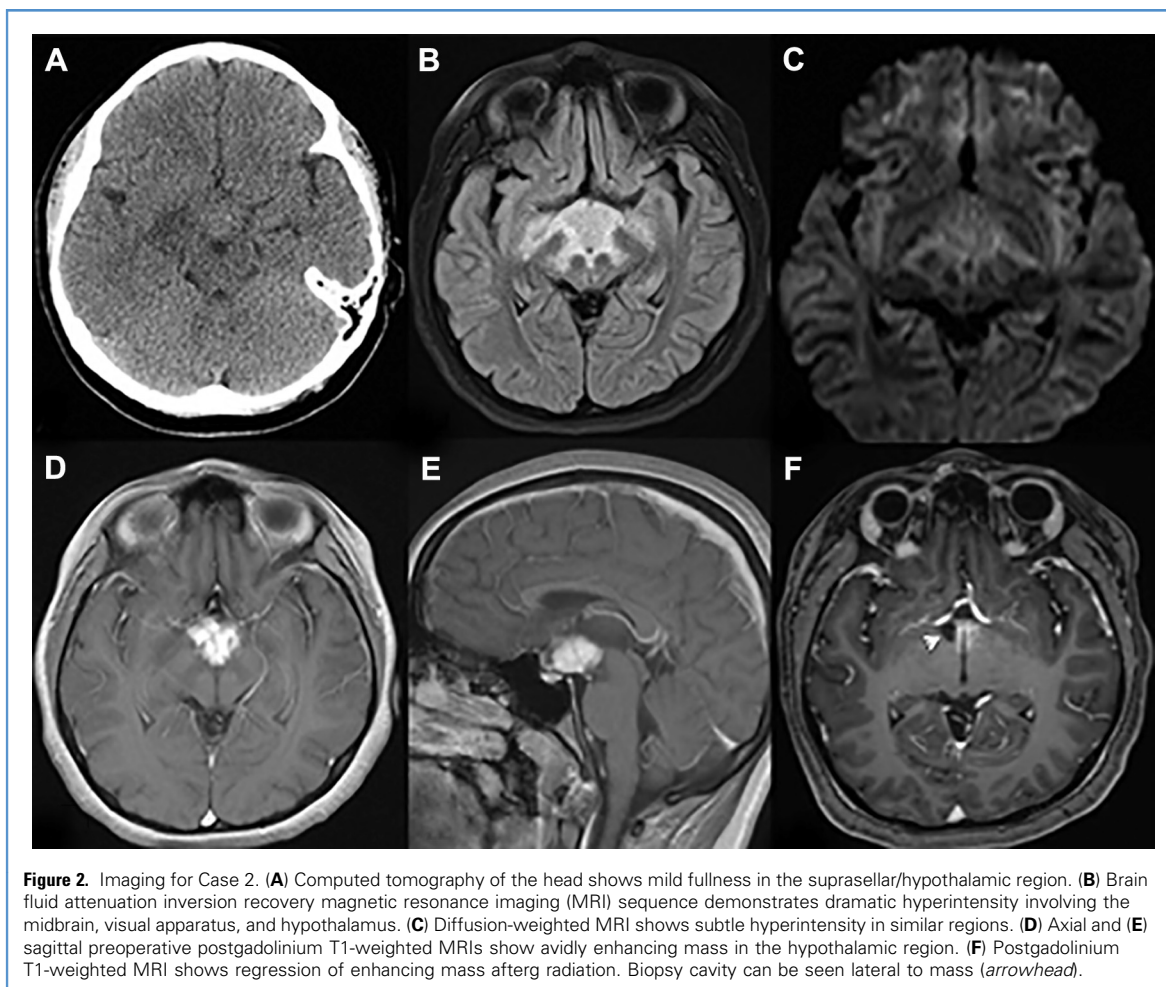 A
B
C
D
E
F
Figure 2. Imaging for Case 2. (A) Computed tomography of the head shows mild fullness in the suprasellar/hypothalamic region. (B) Brain
fluid attenuation inversion recovery magnetic resonance imaging (MRI) sequence demonstrates dramatic hyperintensity involving the
midbrain, visual apparatus, and hypothalamus. (C) Diffusion-weighted MRI shows subtle hyperintensity in similar regions. (D) Axial and (E)
sagittal preoperative postgadolinium T1-weighted MRIs show avidly enhancing mass in the hypothalamic region. (F) Postgadolinium
T1-weighted MRI shows regression of enhancing mass afterg radiation. Biopsy cavity can be seen lateral to mass (arrowhead).